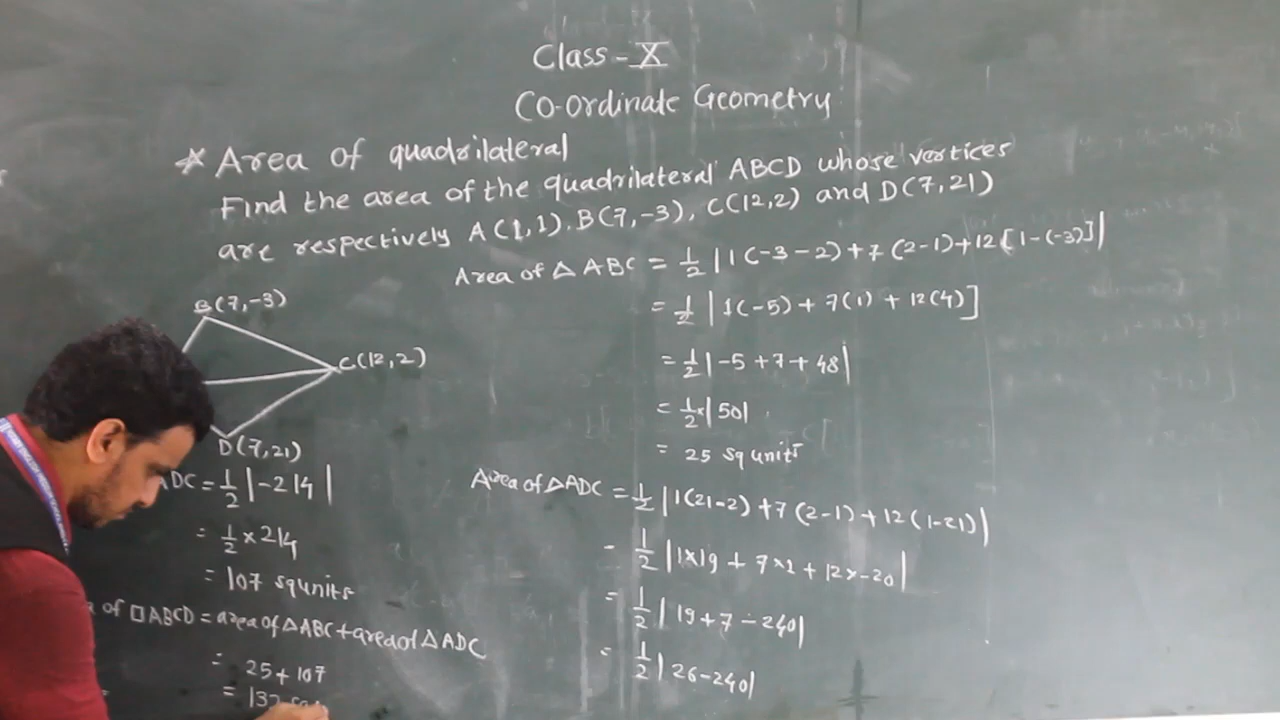 Class - X
Co-ordinate Geometry
* Area of quadrilateral
Find the area of the quadrilateral ABCD whose vertices
are respectively A(1,1), B(7,-3), C(12,2) and D(7,21)
Area of △ ABC = 1/2 |1(-3-2)+7(2-1)+12[1-(-3)]|
= 1/2 |1(-5) + 7(1) + 12(4)]
= 1/2 |-5+7+48|
= 1/2 × |50|
= 25 sq units
B(7,-3)
C(12,2)
D(7,21)
Area of △ADC = 1/2 |1(21-2)+7(2-1)+12(1-21)|
= 1/2 |1×19 + 7×1 + 12×-20|
= 1/2 |19+7-240|
= 1/2 |26-240|
ADC = 1/2 |-214|
= 1/2 × 214
= 107 sq units
of □ABCD = area of △ABC + area of △ADC
= 25+107
= 132